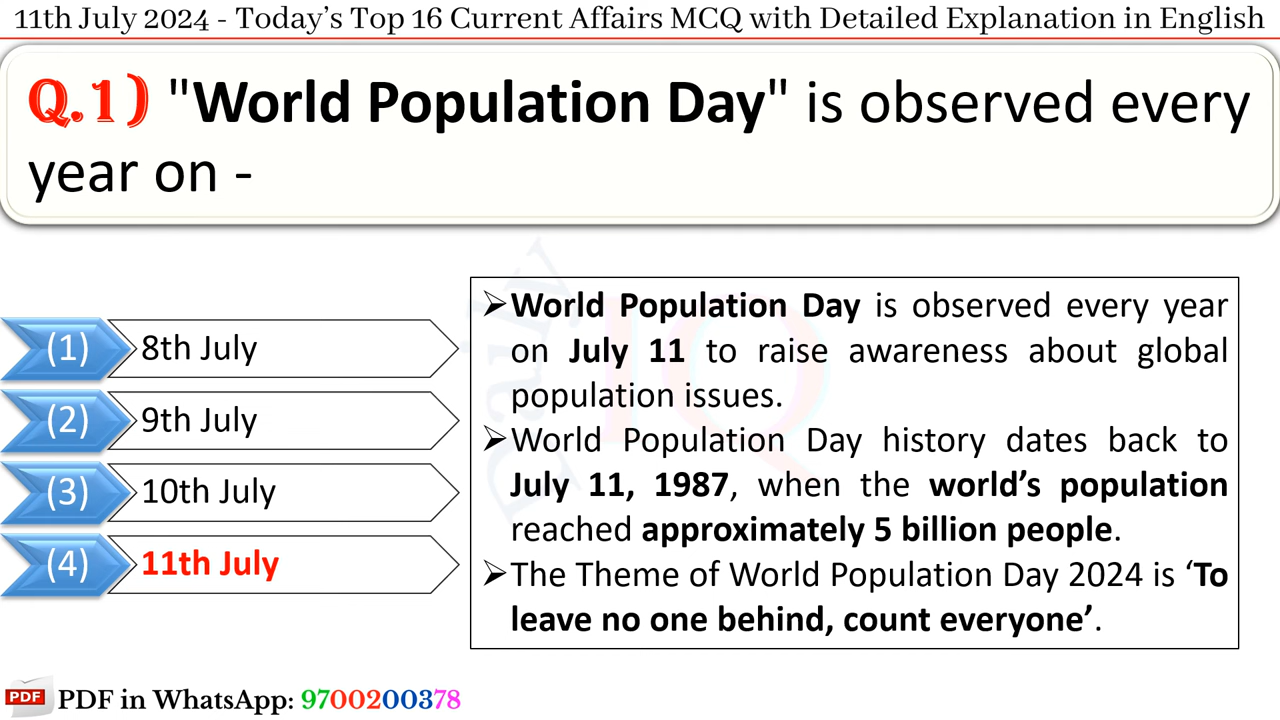 11th July 2024 - Today’s Top 16 Current Affairs MCQ with Detailed Explanation in English
Q.1) "World Population Day" is observed every
year on -
(1) 8th July
(2) 9th July
(3) 10th July
(4) 11th July
➢World Population Day is observed every year
on July 11 to raise awareness about global
population issues.
➢World Population Day history dates back to
July 11, 1987, when the world’s population
reached approximately 5 billion people.
➢The Theme of World Population Day 2024 is ‘To
leave no one behind, count everyone’.
Daily
IQ
PDF PDF in WhatsApp: 9700200378